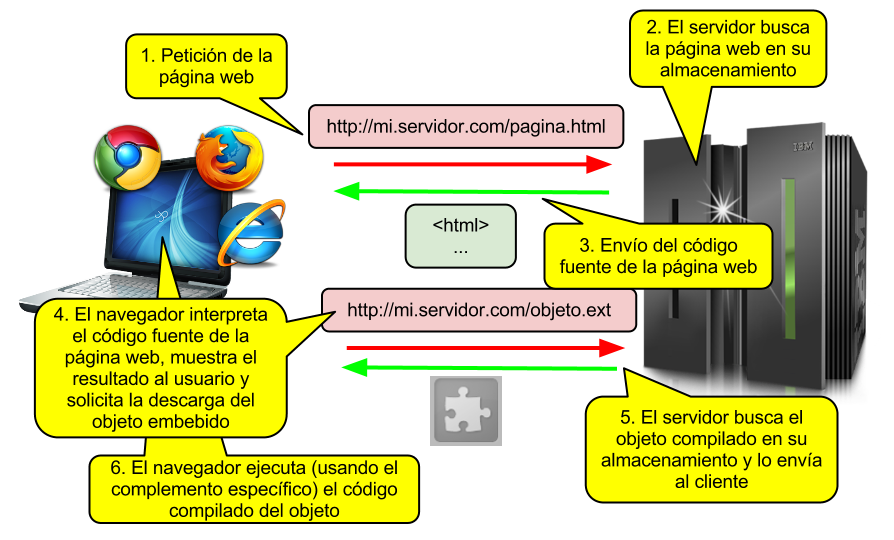 1. Petición de la
página web
2. El servidor busca
la página web en su
almacenamiento
http://mi.servidor.com/pagina.html
IBM
<html>
...
3. Envío del código
fuente de la página web
IBM
http://mi.servidor.com/objeto.ext
4. El navegador interpreta
el código fuente de la
página web, muestra el
resultado al usuario y
solicita la descarga del
objeto embebido
5. El servidor busca el
objeto compilado en su
almacenamiento y lo envía
al cliente
6. El navegador ejecuta (usando el
complemento específico) el código
compilado del objeto